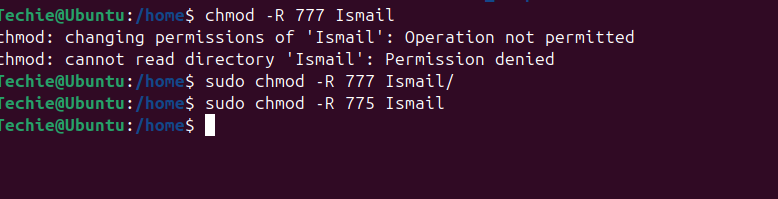 Techie@Ubuntu:/home$ chmod -R 777 Ismail
chmod: changing permissions of 'Ismail': Operation not permitted
chmod: cannot read directory 'Ismail': Permission denied
Techie@Ubuntu:/home$ sudo chmod -R 777 Ismail/
Techie@Ubuntu:/home$ sudo chmod -R 775 Ismail
Techie@Ubuntu:/home$